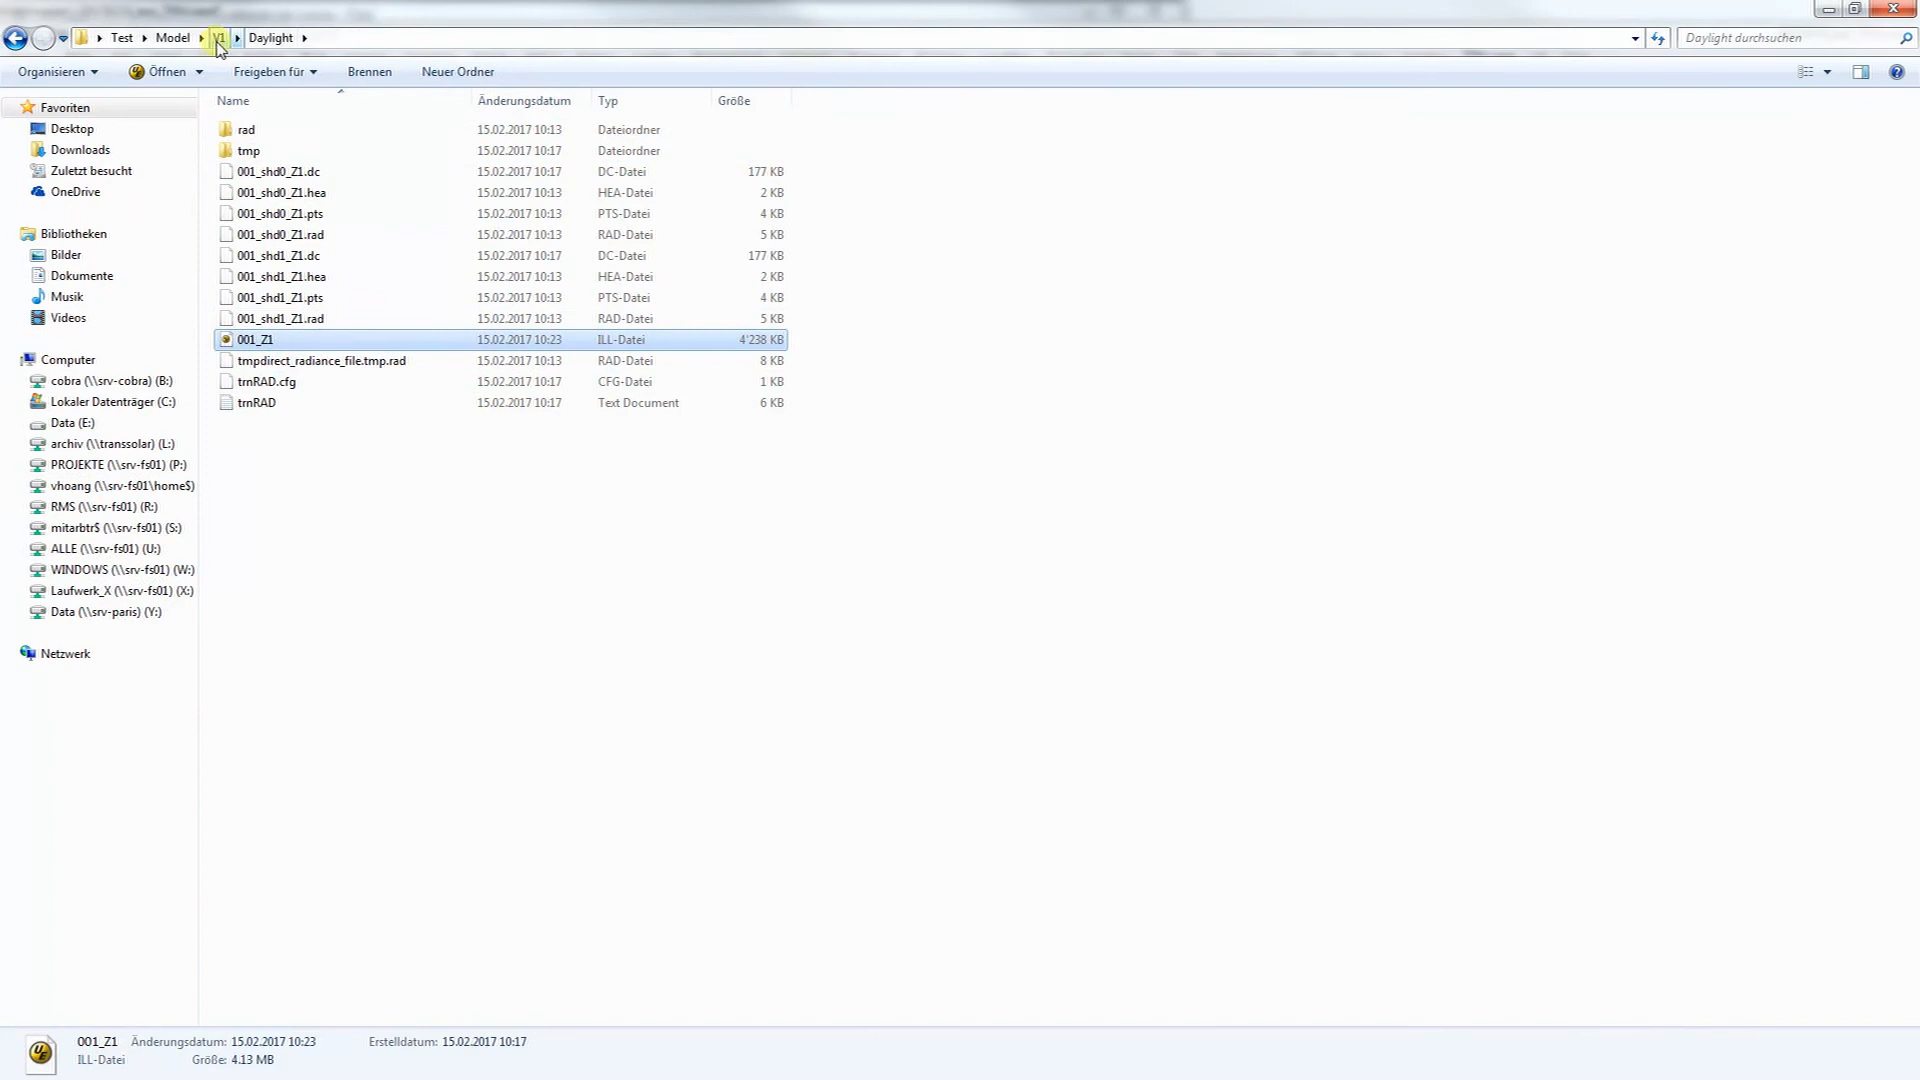 Test Model V1 Daylight
Daylight durchsuchen
Organisieren Öffnen Freigeben für Brennen Neuer Ordner
Name Änderungsdatum Typ Größe
Favoriten
Desktop
Downloads
Zuletzt besucht
OneDrive
Bibliotheken
Bilder
Dokumente
Musik
Videos
Computer
cobra (\\srv-cobra) (B:)
Lokaler Datenträger (C:)
Data (E:)
archiv (\\transsolar) (L:)
PROJEKTE (\\srv-fs01) (P:)
vhoang (\\srv-fs01\home$)
RMS (\\srv-fs01) (R:)
mitarbtr$ (\\srv-fs01) (S:)
ALLE (\\srv-fs01) (U:)
WINDOWS (\\srv-fs01) (W:)
Laufwerk_X (\\srv-fs01) (X:)
Data (\\srv-paris) (Y:)
Netzwerk
rad 15.02.2017 10:13 Dateiordner
tmp 15.02.2017 10:17 Dateiordner
001_shd0_Z1.dc 15.02.2017 10:17 DC-Datei 177 KB
001_shd0_Z1.hea 15.02.2017 10:13 HEA-Datei 2 KB
001_shd0_Z1.pts 15.02.2017 10:13 PTS-Datei 4 KB
001_shd0_Z1.rad 15.02.2017 10:13 RAD-Datei 5 KB
001_shd1_Z1.dc 15.02.2017 10:17 DC-Datei 177 KB
001_shd1_Z1.hea 15.02.2017 10:13 HEA-Datei 2 KB
001_shd1_Z1.pts 15.02.2017 10:13 PTS-Datei 4 KB
001_shd1_Z1.rad 15.02.2017 10:13 RAD-Datei 5 KB
001_Z1 15.02.2017 10:23 ILL-Datei 4'238 KB
tmpdirect_radiance_file.tmp.rad 15.02.2017 10:13 RAD-Datei 8 KB
trnRAD.cfg 15.02.2017 10:17 CFG-Datei 1 KB
trnRAD 15.02.2017 10:17 Text Document 6 KB
001_Z1 Änderungsdatum: 15.02.2017 10:23 Erstelldatum: 15.02.2017 10:17
ILL-Datei Größe: 4.13 MB